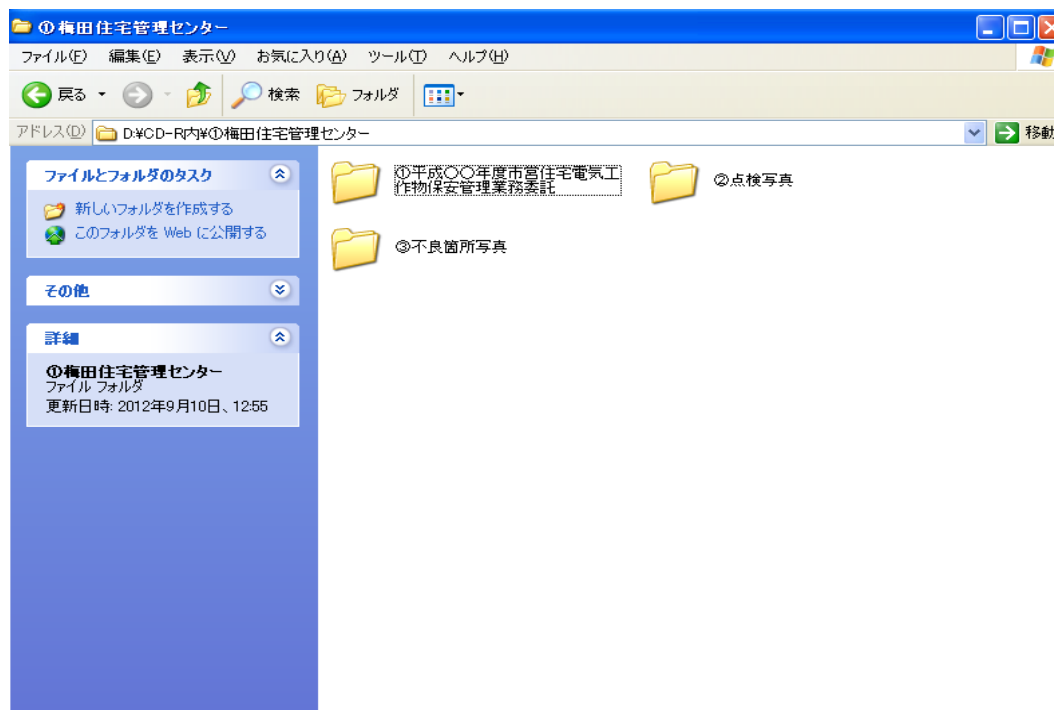 ①梅田住宅管理センター
ファイル(F) 編集(E) 表示(V) お気に入り(A) ツール(T) ヘルプ(H)
戻る 検索 フォルダ
アドレス(D) D:¥CD-R内¥①梅田住宅管理センター 移動
ファイルとフォルダのタスク
新しいフォルダを作成する
このフォルダを Web に公開する
その他
詳細
①梅田住宅管理センター
ファイル フォルダ
更新日時: 2012年9月10日、12:55
①平成〇〇年度市営住宅電気工
作物保安管理業務委託
②点検写真
③不良箇所写真